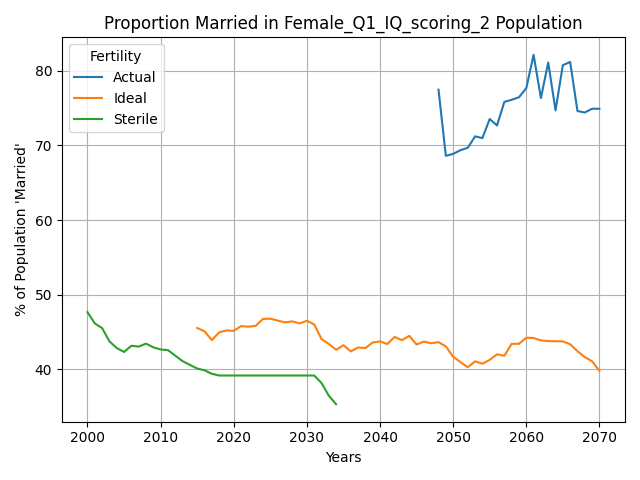 Proportion Married in Female_Q1_IQ_scoring_2 Population
Fertility
Actual
Ideal
Sterile
% of Population 'Married'
80
70
60
50
40
2000 2010 2020 2030 2040 2050 2060 2070
Years